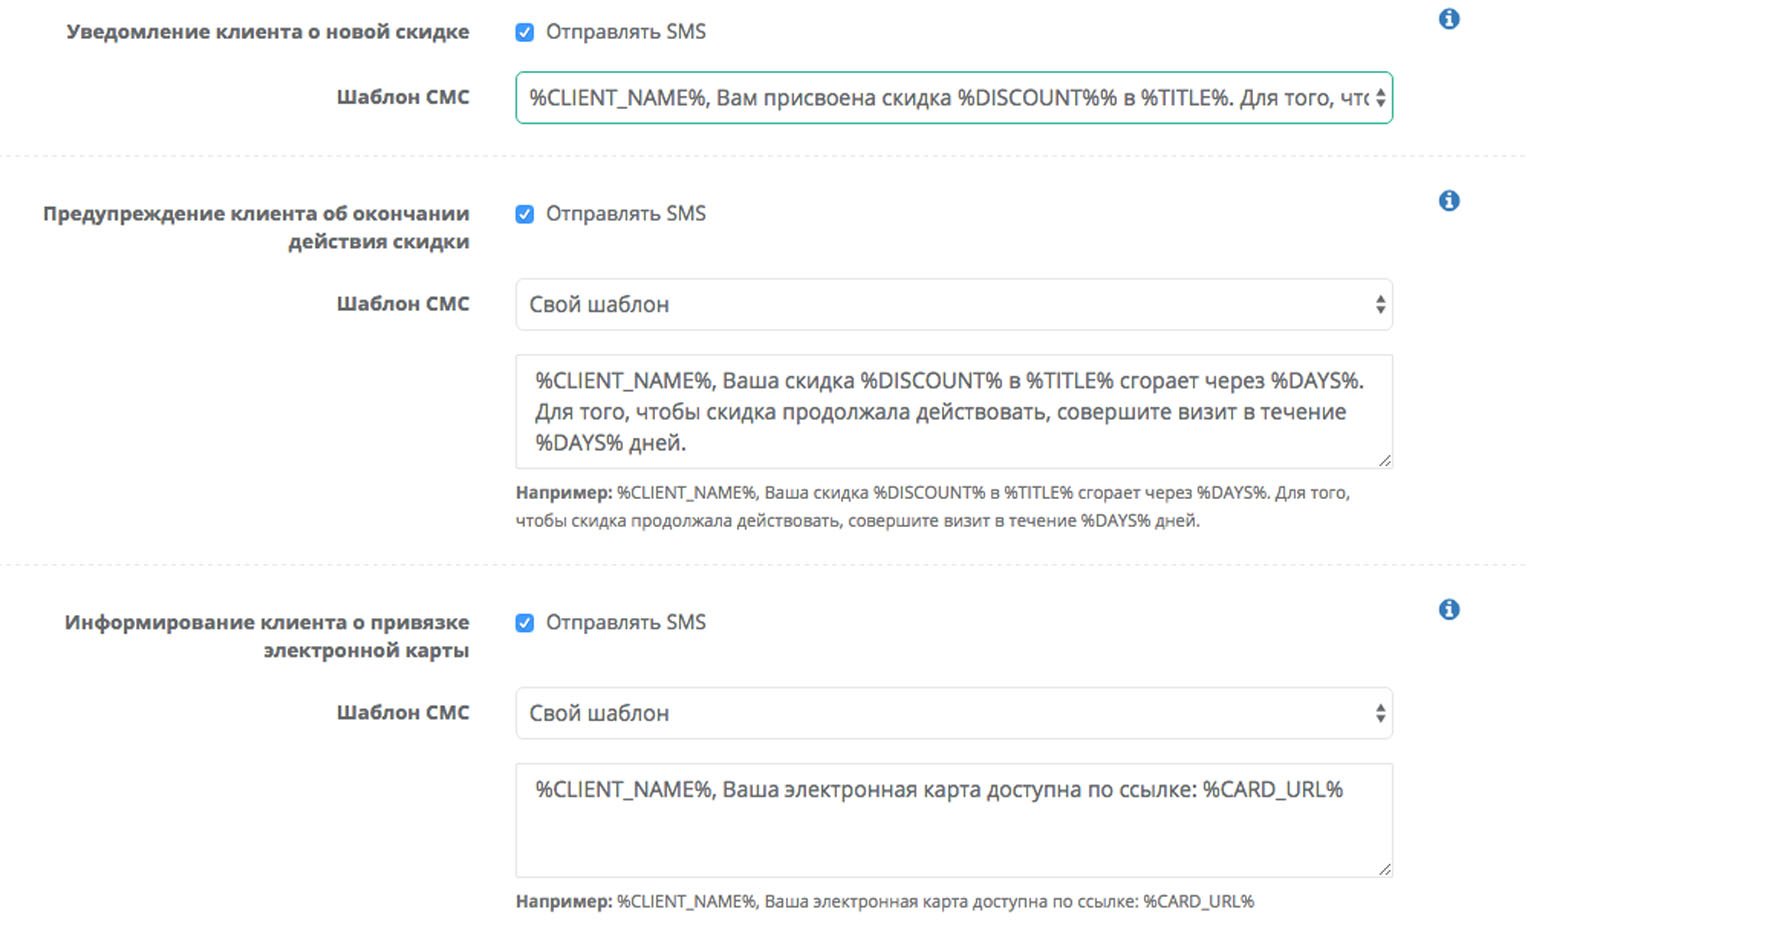 Уведомление клиента о новой скидке
Отправлять SMS
Шаблон СМС
%CLIENT_NAME%, Вам присвоена скидка %DISCOUNT%% в %TITLE%. Для того, что
Предупреждение клиента об окончании
действия скидки
Отправлять SMS
Шаблон СМС
Свой шаблон
%CLIENT_NAME%, Ваша скидка %DISCOUNT% в %TITLE% сгорает через %DAYS%.
Для того, чтобы скидка продолжала действовать, совершите визит в течение
%DAYS% дней.
Например: %CLIENT_NAME%, Ваша скидка %DISCOUNT% в %TITLE% сгорает через %DAYS%. Для того,
чтобы скидка продолжала действовать, совершите визит в течение %DAYS% дней.
Информирование клиента о привязке
электронной карты
Отправлять SMS
Шаблон СМС
Свой шаблон
%CLIENT_NAME%, Ваша электронная карта доступна по ссылке: %CARD_URL%
Например: %CLIENT_NAME%, Ваша электронная карта доступна по ссылке: %CARD_URL%